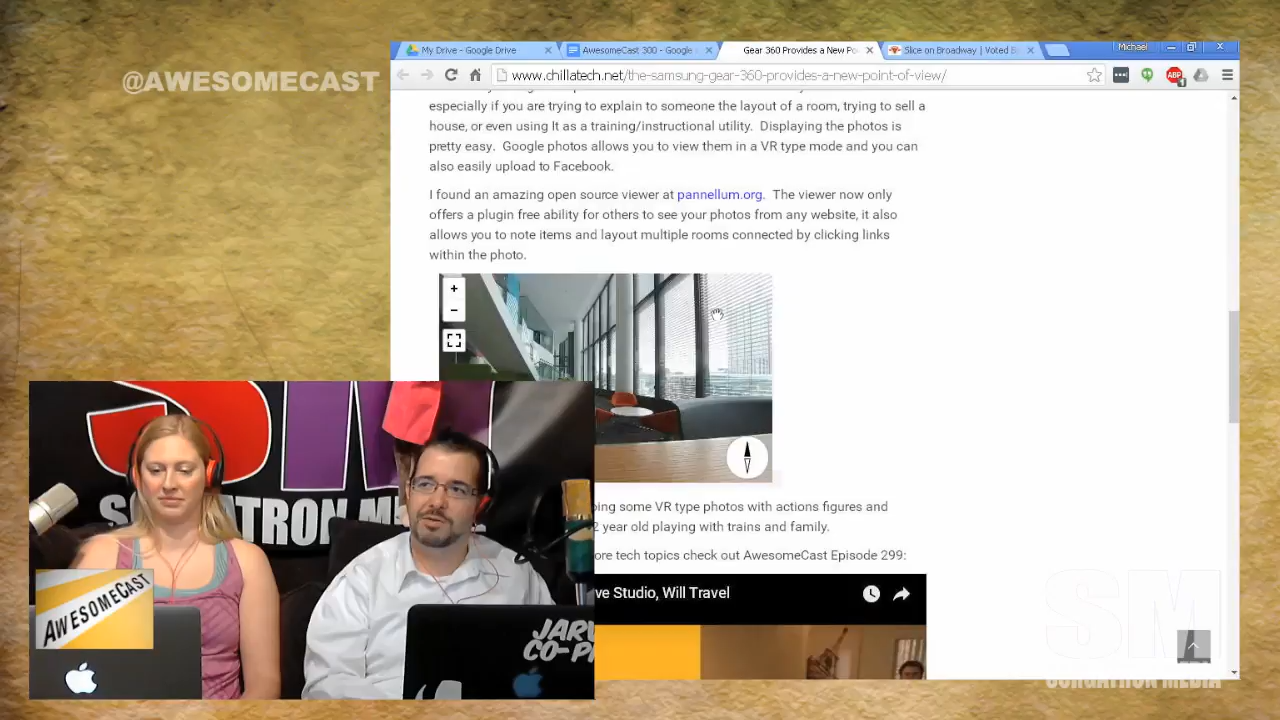 @AWESOMECAST
My Drive - Google Drive
AwesomeCast 300 - Google
Gear 360 Provides a New Po
Slice on Broadway | Voted B
Michael
www.chillatech.net/the-samsung-gear-360-provides-a-new-point-of-view/
ABP
especially if you are trying to explain to someone the layout of a room, trying to sell a
house, or even using It as a training/instructional utility. Displaying the photos is
pretty easy. Google photos allows you to view them in a VR type mode and you can
also easily upload to Facebook.
I found an amazing open source viewer at pannellum.org. The viewer now only
offers a plugin free ability for others to see your photos from any website, it also
allows you to note items and layout multiple rooms connected by clicking links
within the photo.
+
-
oing some VR type photos with actions figures and
2 year old playing with trains and family.
ore tech topics check out AwesomeCast Episode 299:
ve Studio, Will Travel
AWESOMECAST
JARV
CO-PI
SM
SORGATRON MEDIA